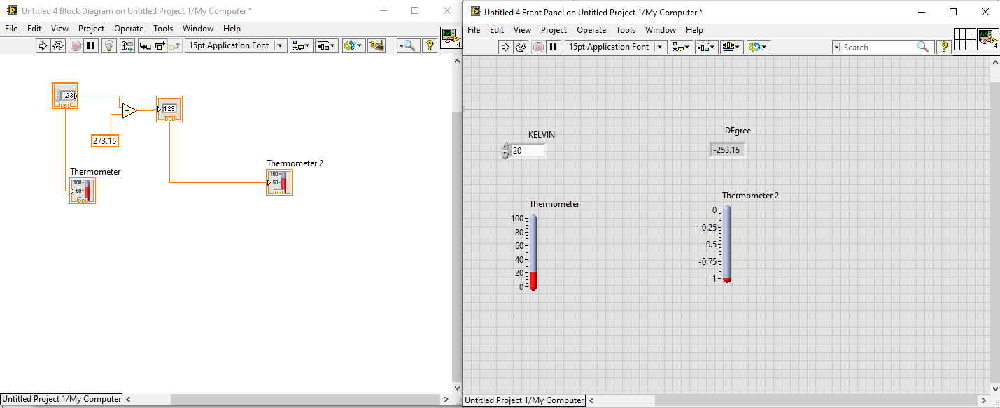 Untitled 4 Block Diagram on Untitled Project 1/My Computer *
File Edit View Project Operate Tools Window Help
15pt Application Font
?
4
1.23
DBL
1.23
DBL
273.15
Thermometer
100
50
DBL
Thermometer 2
100
50
DBL
Untitled Project 1/My Computer
Untitled 4 Front Panel on Untitled Project 1/My Computer *
File Edit View Project Operate Tools Window Help
15pt Application Font
Search
?
4
KELVIN
20
DEgree
-253.15
Thermometer
100
80
60
40
20
0
Thermometer 2
0
-0.25
-0.5
-0.75
-1
Untitled Project 1/My Computer